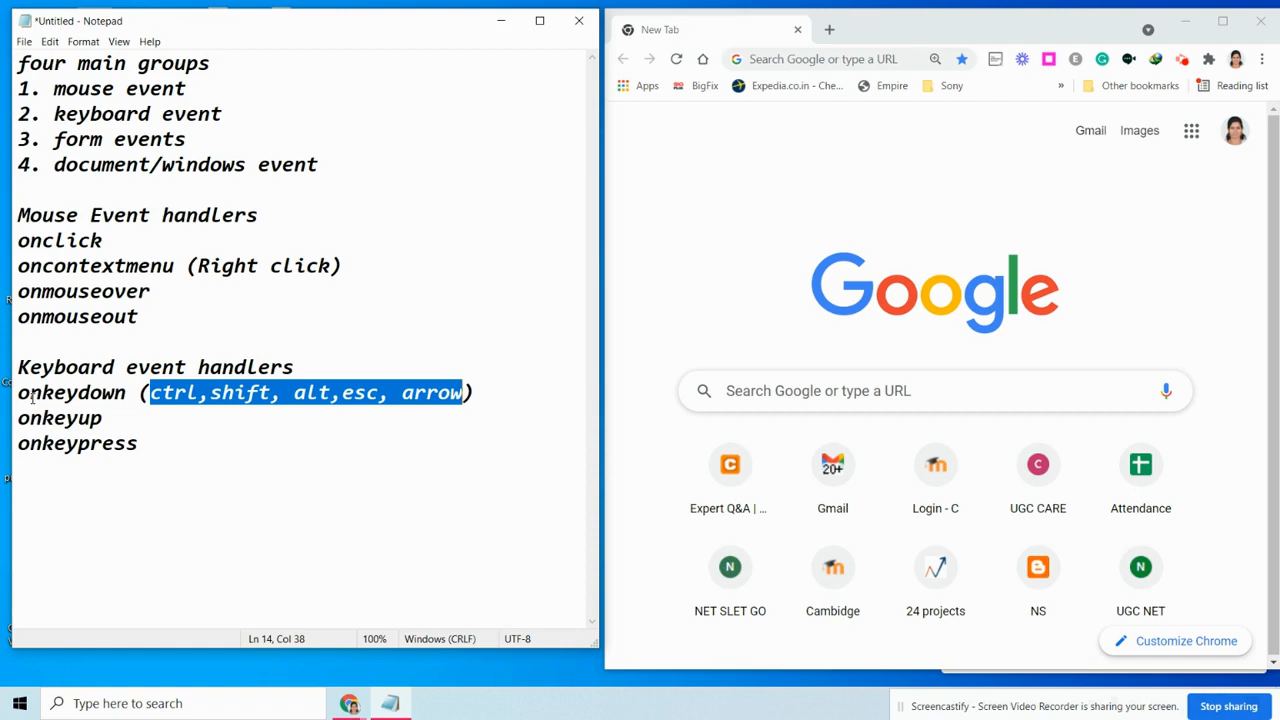 *Untitled - Notepad
File Edit Format View Help
four main groups
1. mouse event
2. keyboard event
3. form events
4. document/windows event
Mouse Event handlers
onclick
oncontextmenu (Right click)
onmouseover
onmouseout
Keyboard event handlers
onkeydown (ctrl,shift, alt,esc, arrow)
onkeyup
onkeypress
Ln 14, Col 38 100% Windows (CRLF) UTF-8
New Tab
Search Google or type a URL
Apps BigFix Expedia.co.in - Che... Empire Sony » Other bookmarks Reading list
Gmail Images
Google
Search Google or type a URL
20+
Expert Q&A | ... Gmail Login - C UGC CARE Attendance
C
N N
NET SLET GO Cambidge 24 projects NS UGC NET
Customize Chrome
Type here to search
Screencastify - Screen Video Recorder is sharing your screen. Stop sharing